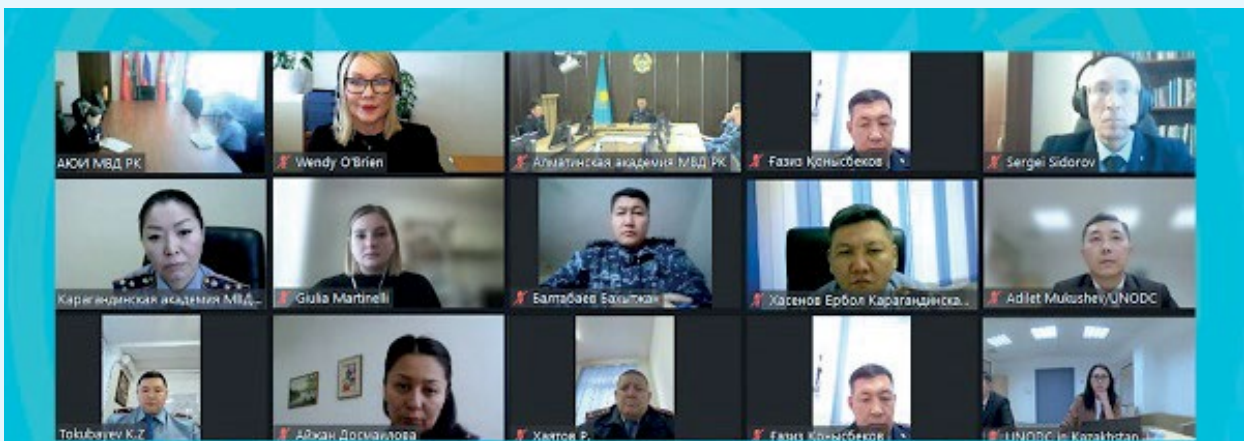 АЮИ МВД РК
Wendy O'Brien
Алматинская академия МВД РК
Ғазиз Қонысбеков
Sergei Sidorov
Карагандинская академия МВД...
Giulia Martinelli
Балтабаев Бахытжан
Хасенов Ербол Карагандинска...
Adilet Mukushev/UNODC
Tokubayev K.Z
Айжан Досмаилова
Хаятов Р.
Ғазиз Қонысбеков
UNODC in Kazakhstan